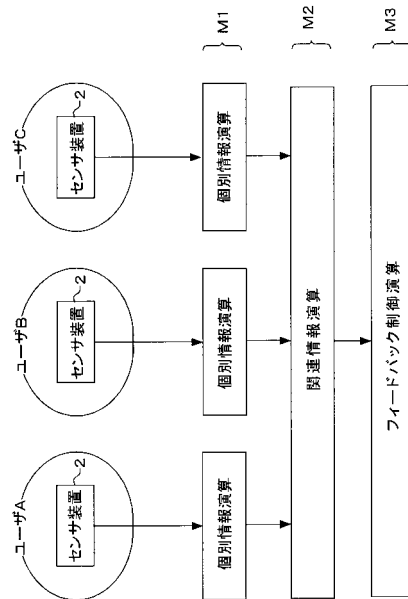 ユーザA
ユーザB
ユーザC
センサ装置
2
センサ装置
2
センサ装置
2
個別情報演算
個別情報演算
個別情報演算
M1
関連情報演算
M2
フィードバック制御演算
M3